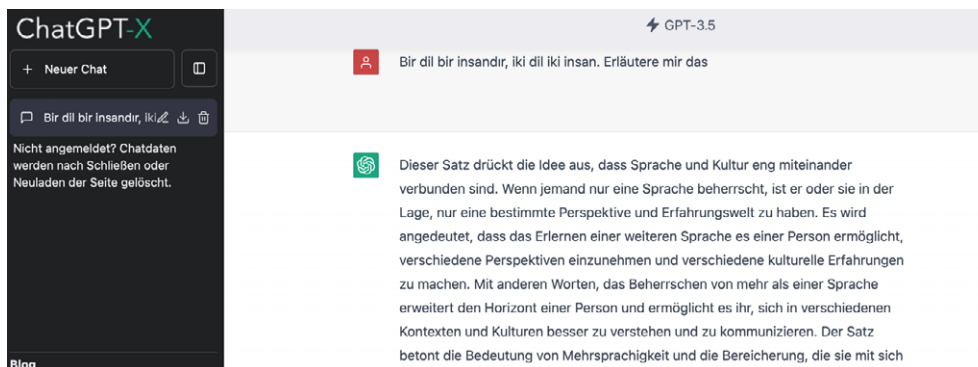 ChatGPT-X
GPT-3.5
+ Neuer Chat
Bir dil bir insandır, iki
Nicht angemeldet? Chatdaten
werden nach Schließen oder
Neuladen der Seite gelöscht.
Blog
Bir dil bir insandır, iki dil iki insan. Erläutere mir das
Dieser Satz drückt die Idee aus, dass Sprache und Kultur eng miteinander
verbunden sind. Wenn jemand nur eine Sprache beherrscht, ist er oder sie in der
Lage, nur eine bestimmte Perspektive und Erfahrungswelt zu haben. Es wird
angedeutet, dass das Erlernen einer weiteren Sprache es einer Person ermöglicht,
verschiedene Perspektiven einzunehmen und verschiedene kulturelle Erfahrungen
zu machen. Mit anderen Worten, das Beherrschen von mehr als einer Sprache
erweitert den Horizont einer Person und ermöglicht es ihr, sich in verschiedenen
Kontexten und Kulturen besser zu verstehen und zu kommunizieren. Der Satz
betont die Bedeutung von Mehrsprachigkeit und die Bereicherung, die sie mit sich